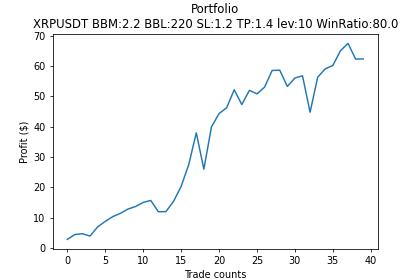 Portfolio
XRPUSDT BBM:2.2 BBL:220 SL:1.2 TP:1.4 lev:10 WinRatio:80.0
70
60
50
40
30
20
10
0
Profit ($)
0 5 10 15 20 25 30 35 40
Trade counts